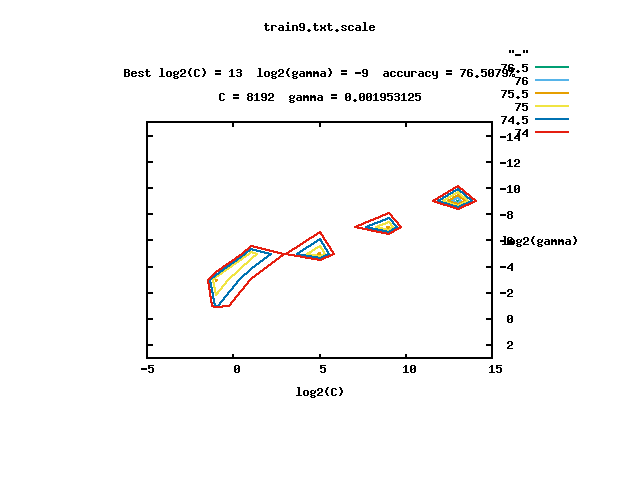 train9.txt.scale
"-"
Best log2(C) = 13 log2(gamma) = -9 accuracy = 76.5079%
76.5
76
C = 8192 gamma = 0.001953125
75.5
75
74.5
74
-14
-12
-10
-8
-6
log2(gamma)
-4
-2
0
2
-5 0 5 10 15
log2(C)